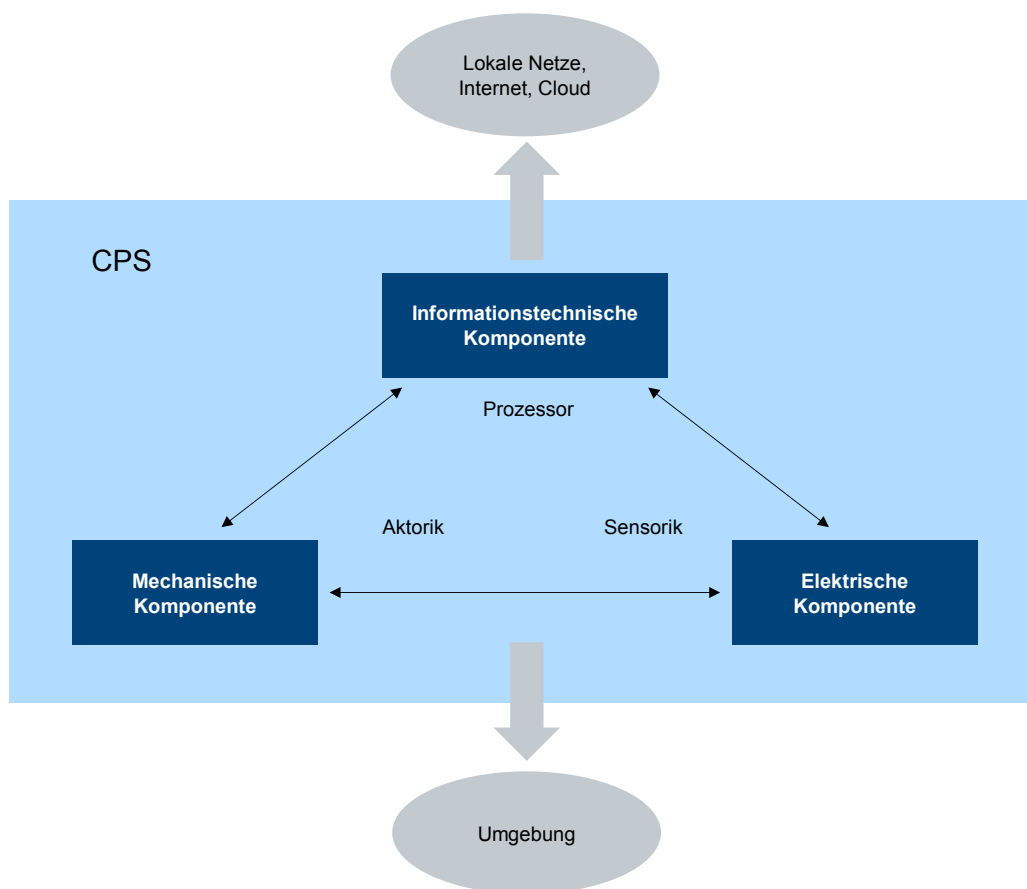 Lokale Netze,
Internet, Cloud
CPS
Informationstechnische
Komponente
Prozessor
Aktorik
Sensorik
Mechanische
Komponente
Elektrische
Komponente
Umgebung